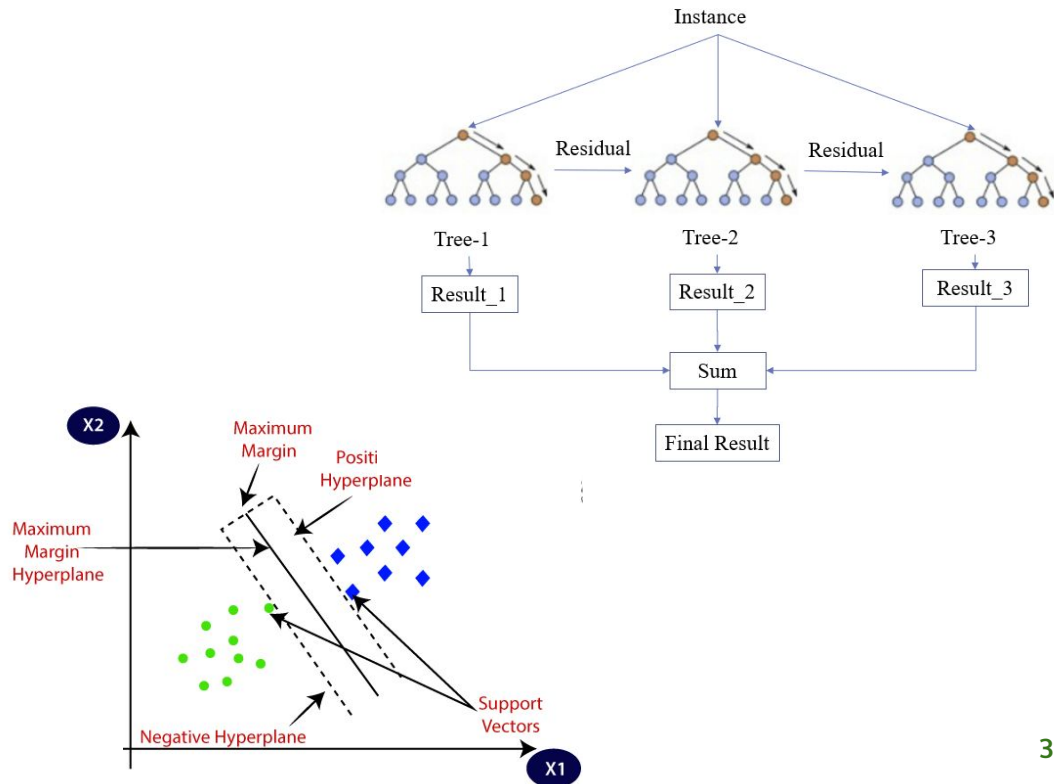 Instance
Residual
Residual
Tree-1
Tree-2
Tree-3
Result_1
Result_2
Result_3
Sum
Final Result
X2
Maximum
Margin
Positi
Hyperplane
Maximum
Margin
Hyperplane
Support
Vectors
Negative Hyperplane
X1
3